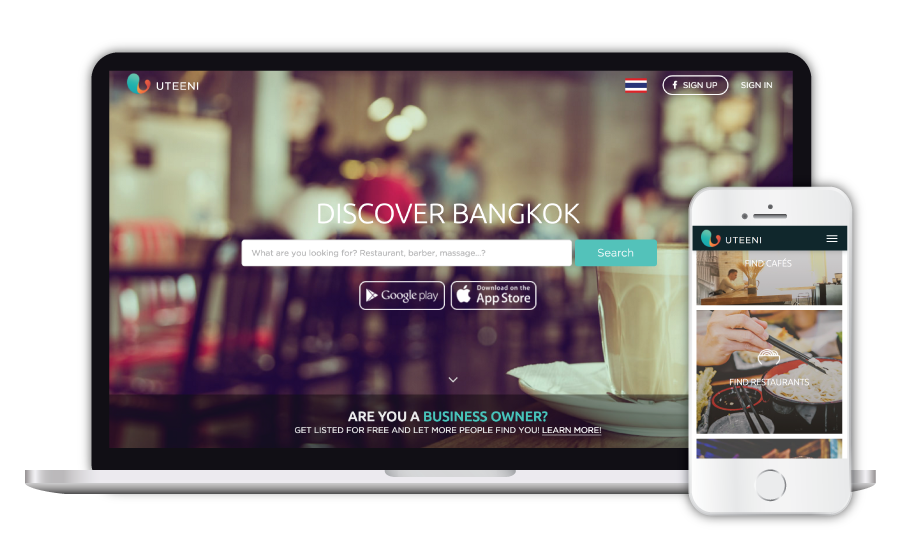 UTEENI
f SIGN UP
SIGN IN
DISCOVER BANGKOK
What are you looking for? Restaurant, barber, massage...?
Search
Google play
Download on the
App Store
ARE YOU A BUSINESS OWNER?
GET LISTED FOR FREE AND LET MORE PEOPLE FIND YOU! LEARN MORE!
UTEENI
FIND CAFÉS
FIND RESTAURANTS